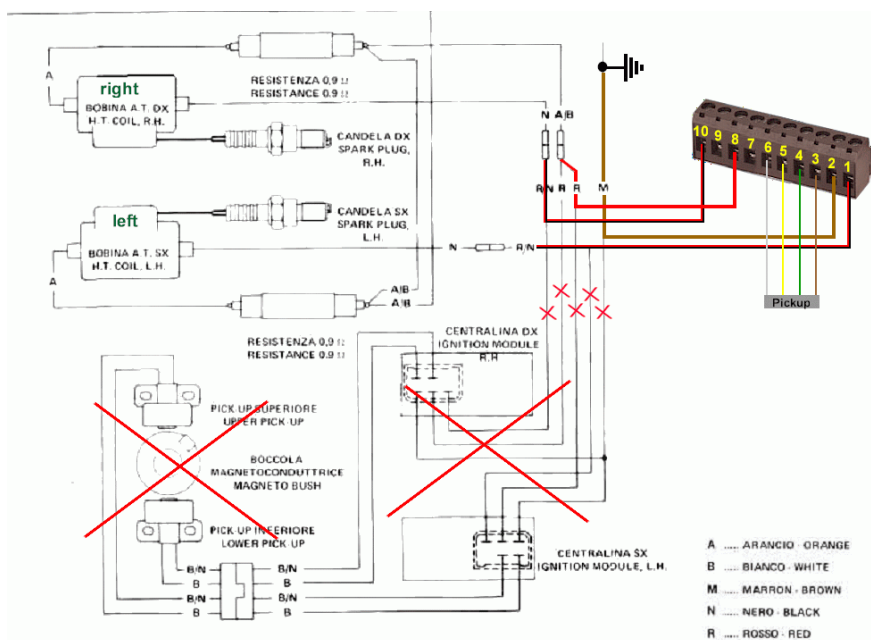 RESISTENZA 0,9 Ω
RESISTANCE 0.9 Ω
A
right
BOBINA A.T. DX
H.T. COIL, R.H.
CANDELA DX
SPARK PLUG,
R.H.
N A/B
R/N R R M
10 9 8 7 6 5 4 3 2 1
CANDELA SX
SPARK PLUG,
L.H.
left
BOBINA A.T. SX
H.T. COIL, L.H.
N R/N
A
A/B
A/B
Pickup
RESISTENZA 0,9 Ω
RESISTANCE 0.9 Ω
CENTRALINA DX
IGNITION MODULE
R.H
PICK-UP SUPERIORE
UPPER PICK-UP
BOCCOLA
MAGNETOCONDUTTRICE
MAGNETO BUSH
PICK-UP INFERIORE
LOWER PICK-UP
CENTRALINA SX
IGNITION MODULE, L.H.
B/N B/N
B B
B/N B/N
B B
A ..... ARANCIO - ORANGE
B ..... BIANCO - WHITE
M ..... MARRON - BROWN
N ..... NERO - BLACK
R ..... ROSSO - RED